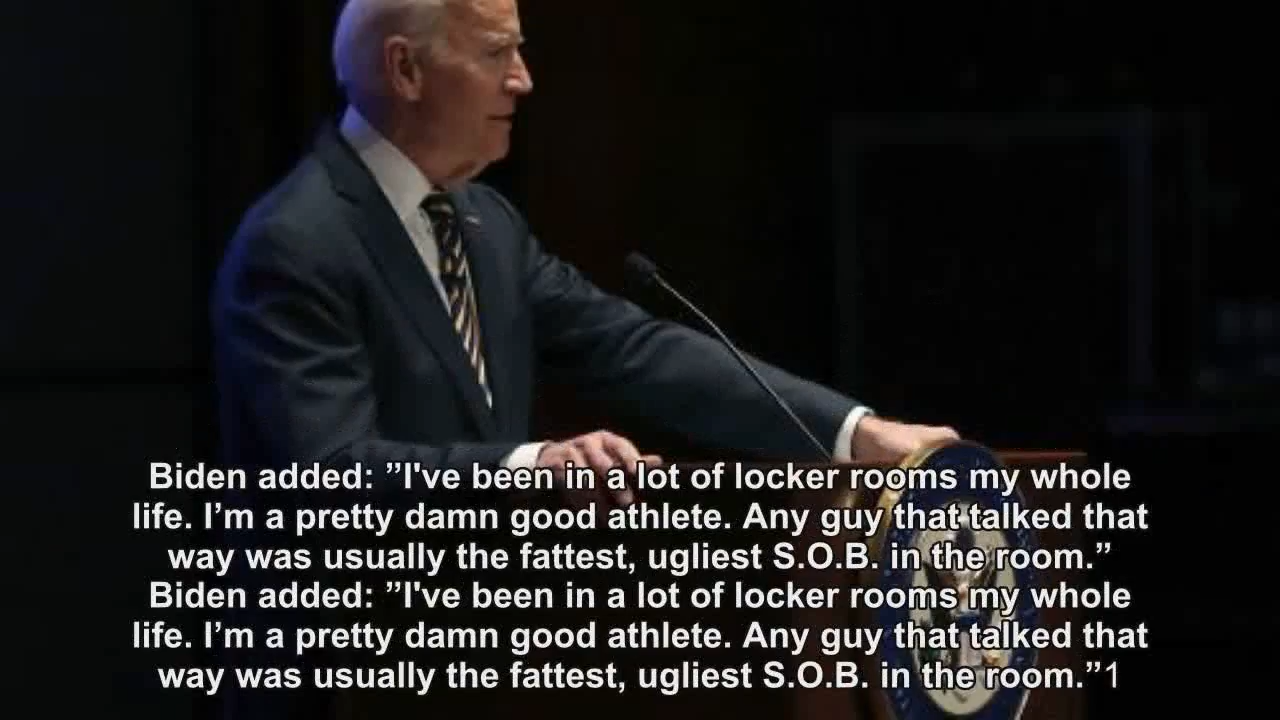 Biden added: ”I've been in a lot of locker rooms my whole
life. I’m a pretty damn good athlete. Any guy that talked that
way was usually the fattest, ugliest S.O.B. in the room.”
Biden added: ”I've been in a lot of locker rooms my whole
life. I’m a pretty damn good athlete. Any guy that talked that
way was usually the fattest, ugliest S.O.B. in the room.”1